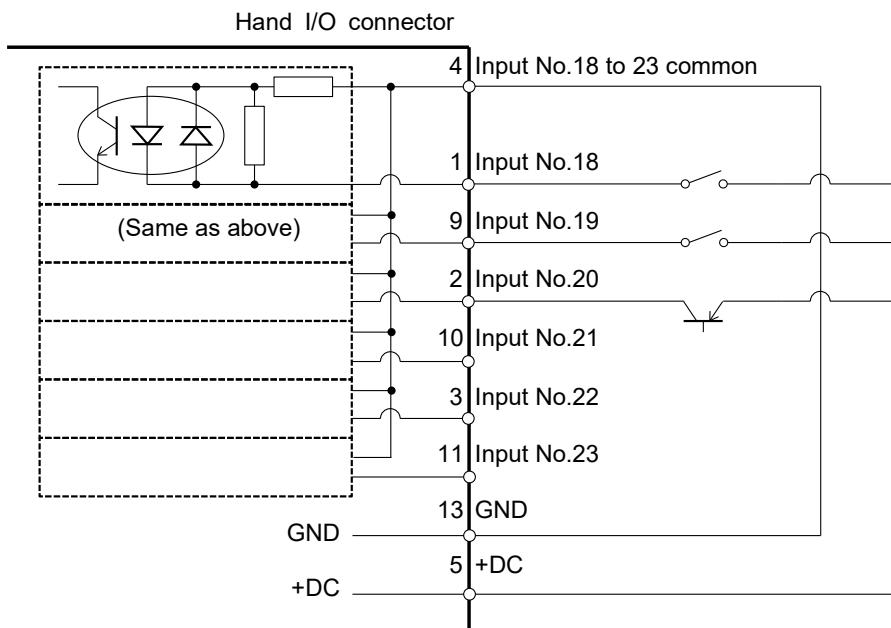 Hand I/O connector
4 Input No.18 to 23 common
1 Input No.18
(Same as above)
9 Input No.19
2 Input No.20
10 Input No.21
3 Input No.22
11 Input No.23
13 GND
GND
5 +DC
+DC